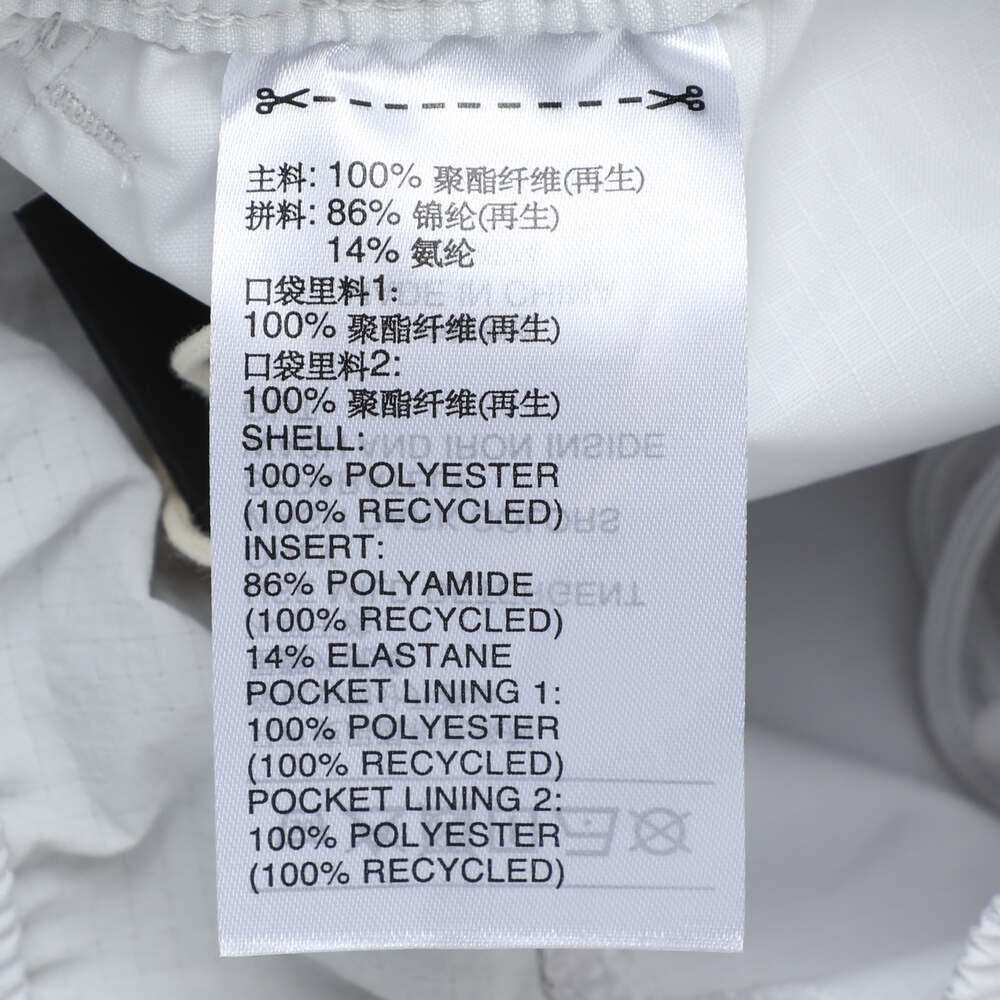 主料: 100% 聚酯纤维(再生)
拼料: 86% 锦纶(再生)
14% 氨纶
口袋里料1:
100% 聚酯纤维(再生)
口袋里料2:
100% 聚酯纤维(再生)
SHELL:
100% POLYESTER
(100% RECYCLED)
INSERT:
86% POLYAMIDE
(100% RECYCLED)
14% ELASTANE
POCKET LINING 1:
100% POLYESTER
(100% RECYCLED)
POCKET LINING 2:
100% POLYESTER
(100% RECYCLED)